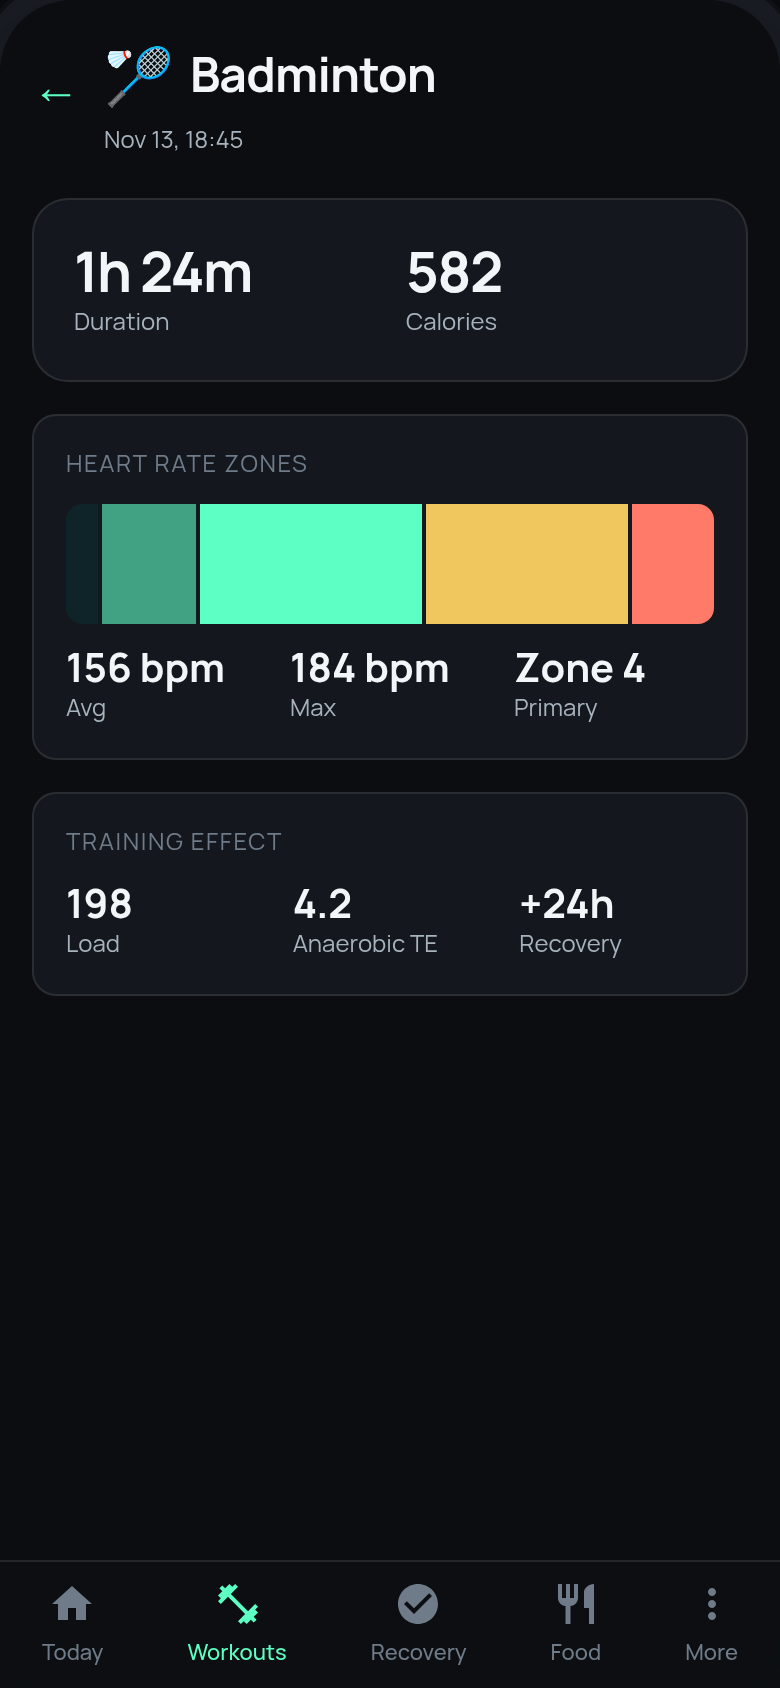 ←
Badminton
Nov 13, 18:45
1h 24m 582
Duration Calories
HEART RATE ZONES
156 bpm 184 bpm Zone 4
Avg Max Primary
TRAINING EFFECT
198 4.2 +24h
Load Anaerobic TE Recovery
Today Workouts Recovery Food More